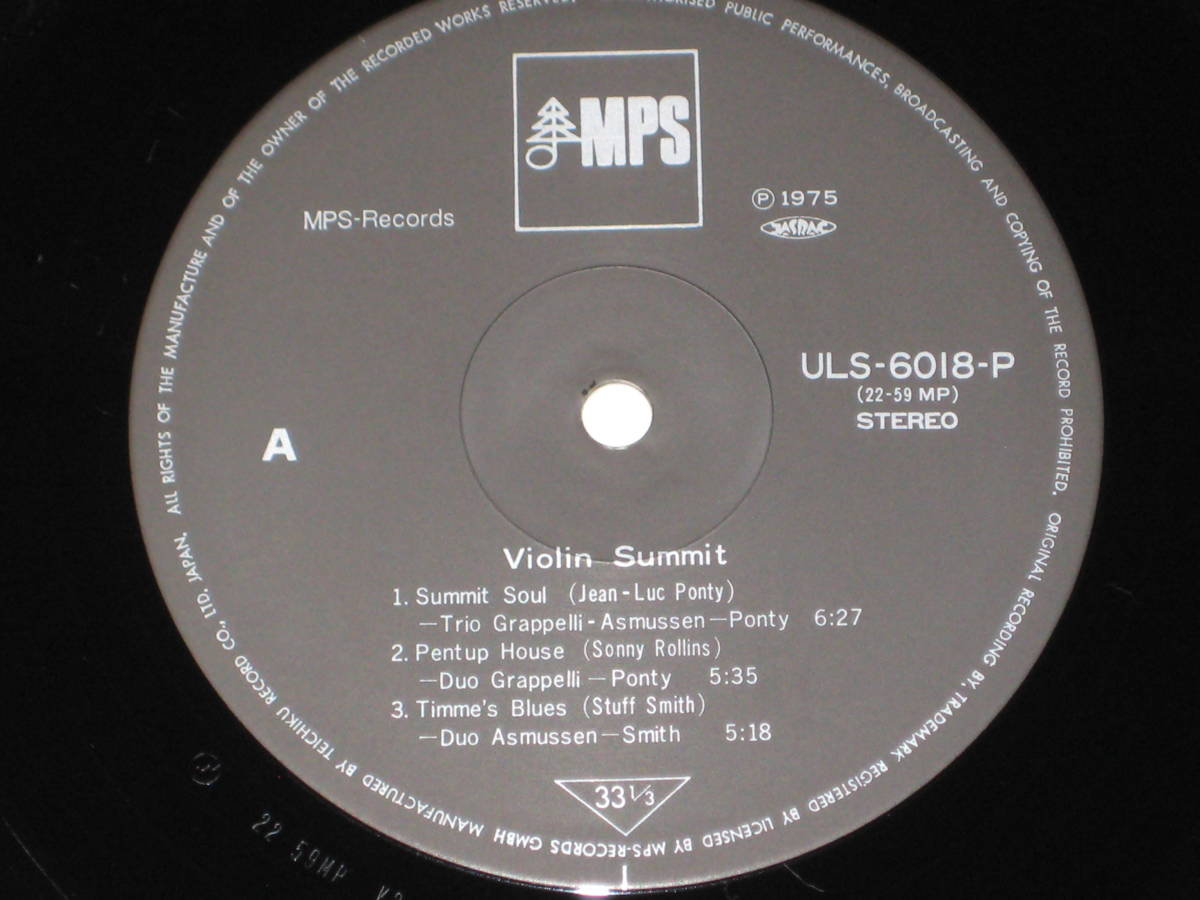 MPS
MPS-Records
Ⓟ 1975
JASRAC
ULS-6018-P
(22-59 MP)
STEREO
A
Violin Summit
1. Summit Soul (Jean-Luc Ponty)
—Trio Grappelli-Asmussen—Ponty 6:27
2. Pentup House (Sonny Rollins)
—Duo Grappelli—Ponty 5:35
3. Timme's Blues (Stuff Smith)
—Duo Asmussen—Smith 5:18
33 1/3
ALL RIGHTS OF THE MANUFACTURE AND OF THE OWNER OF THE RECORDED WORKS RESERVED. PUBLIC PERFORMANCES, BROADCASTING AND COPYING OF THE RECORD PROHIBITED. ORIGINAL RECORDING BY, TRADEMARK REGISTERED BY LICENSED BY MPS-RECORDS GMBH MANUFACTURED BY TEICHIKU RECORD CO., LTD. JAPAN.
22 59MP